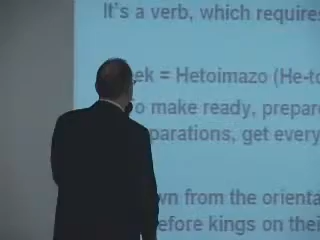 It's a verb, which requires
ek = Hetoimazo (He-to
o make ready, prepare
parations, get every
wn from the orienta
efore kings on thei